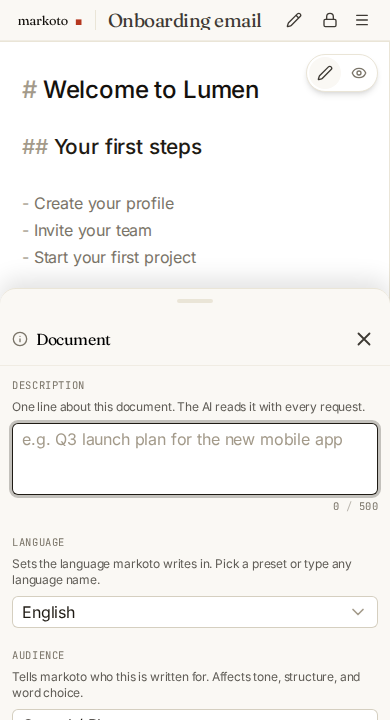 markoto
Onboarding email
# Welcome to Lumen
## Your first steps
- Create your profile
- Invite your team
- Start your first project
Document
DESCRIPTION
One line about this document. The AI reads it with every request.
e.g. Q3 launch plan for the new mobile app
0 / 500
LANGUAGE
Sets the language markoto writes in. Pick a preset or type any
language name.
English
AUDIENCE
Tells markoto who this is written for. Affects tone, structure, and
word choice.